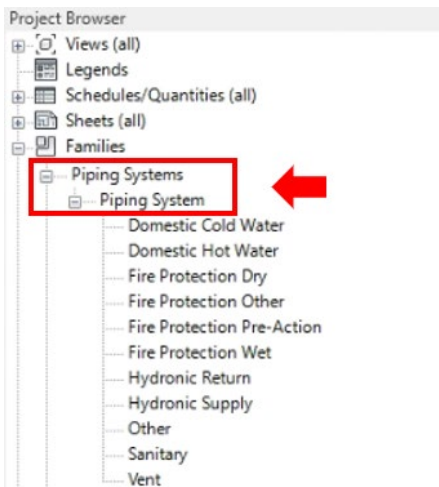 Project Browser
Views (all)
Legends
Schedules/Quantities (all)
Sheets (all)
Families
Piping Systems
Piping System
Domestic Cold Water
Domestic Hot Water
Fire Protection Dry
Fire Protection Other
Fire Protection Pre-Action
Fire Protection Wet
Hydronic Return
Hydronic Supply
Other
Sanitary
Vent